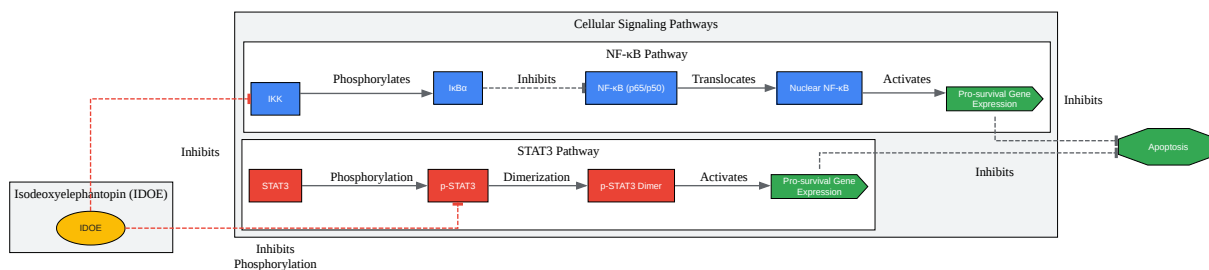 Cellular Signaling Pathways
NF-κB Pathway
Phosphorylates
Inhibits
Translocates
Activates
IKK
IκBα
NF-κB (p65/p50)
Nuclear NF-κB
Pro-survival Gene
Expression
Inhibits
Inhibits
Apoptosis
STAT3 Pathway
Phosphorylation
Dimerization
Activates
Inhibits
STAT3
p-STAT3
p-STAT3 Dimer
Pro-survival Gene
Expression
Isodeoxyelephantopin (IDOE)
IDOE
Inhibits
Phosphorylation